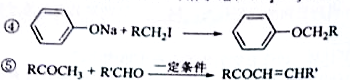 ④ ONa + RCH₂I ⟶ OCH₂R
⑤ RCOCH₃ + R'CHO 一定条件⟶ RCOCH=CHR'